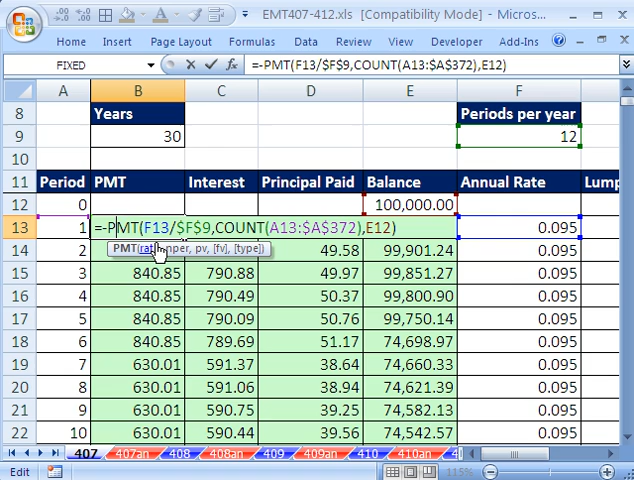 EMT407-412.xls [Compatibility Mode] - Micros...
Home Insert Page Layout Formulas Data Review View Developer Add-Ins
FIXED =-PMT(F13/$F$9,COUNT(A13:$A$372),E12)
A B C D E F
8 Years Periods per year
9 30 12
10
11 Period PMT Interest Principal Paid Balance Annual Rate Lump
12 0 100,000.00
13 1 =-PMT(F13/$F$9,COUNT(A13:$A$372),E12) 0.095
PMT(rate, nper, pv, [fv], [type])
14 2 49.58 99,901.24 0.095
15 3 840.85 790.88 49.97 99,851.27 0.095
16 4 840.85 790.49 50.37 99,800.90 0.095
17 5 840.85 790.09 50.76 99,750.14 0.095
18 6 840.85 789.69 51.17 74,698.97 0.095
19 7 630.01 591.37 38.64 74,660.33 0.095
20 8 630.01 591.06 38.94 74,621.39 0.095
21 9 630.01 590.75 39.25 74,582.13 0.095
22 10 630.01 590.44 39.56 74,542.57 0.095
407 407an 408 408an 409 409an 410 410an
Edit 115%